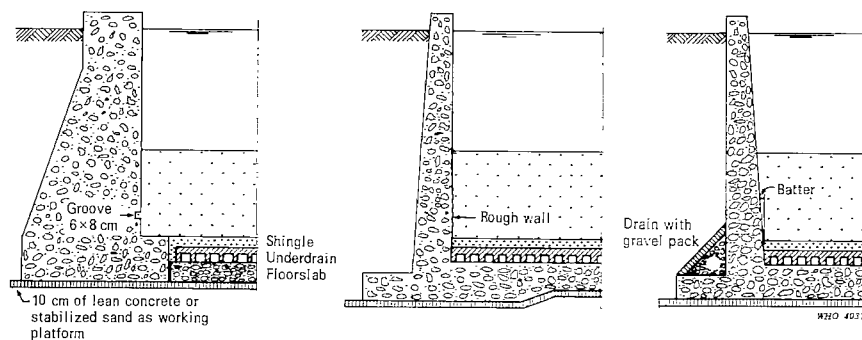 Groove
6×8 cm
Shingle
Underdrain
Floorslab
10 cm of lean concrete or
stabilized sand as working
platform
Rough wall
Batter
Drain with
gravel pack